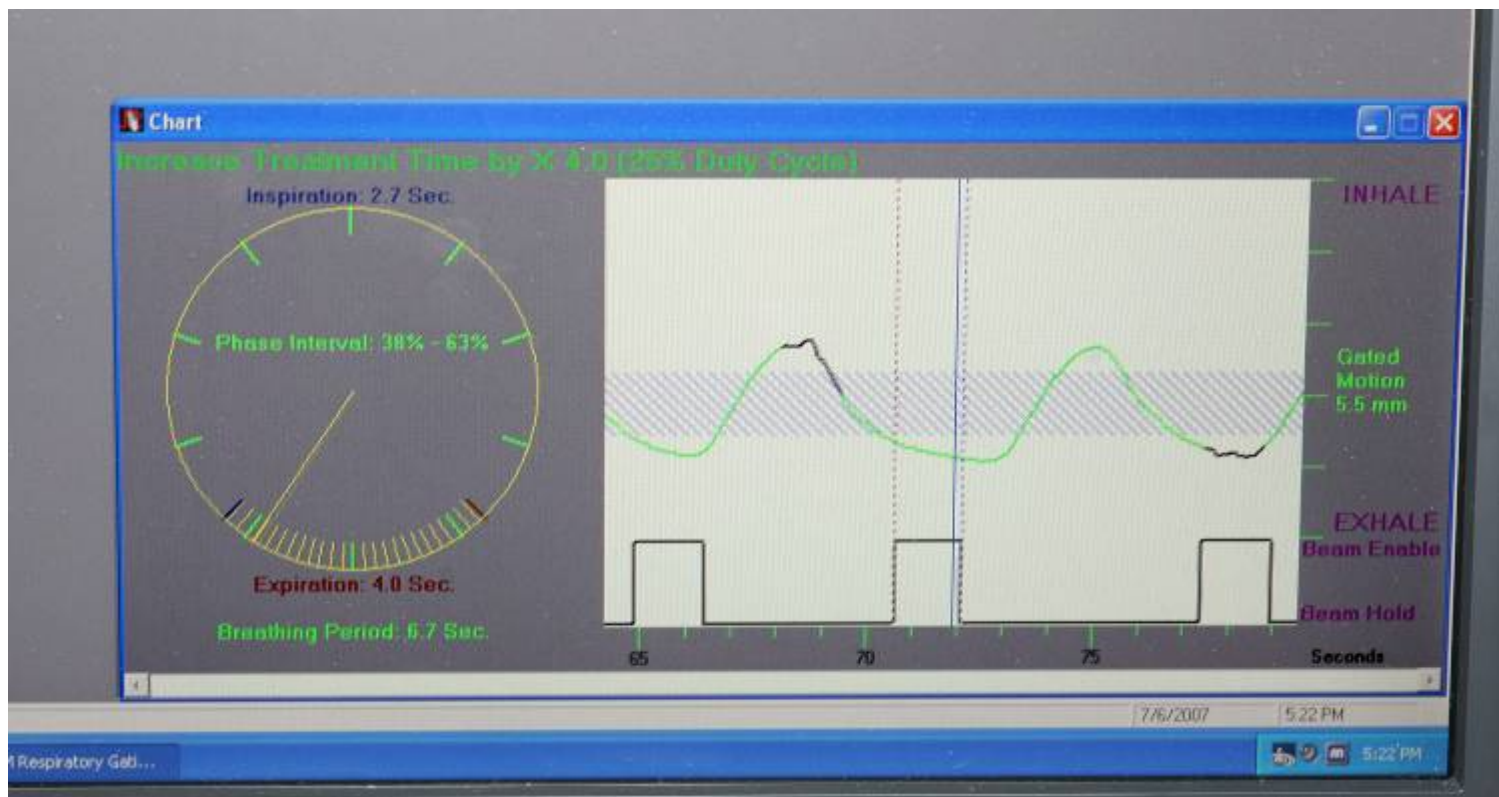 Chart
Increase Treatment Time by X 4.0 (25% Duty Cycle)
Inspiration: 2.7 Sec.
Phase Interval: 38% - 63%
Expiration: 4.0 Sec.
Breathing Period: 6.7 Sec.
INHALE
Gated
Motion
5.5 mm
EXHALE
Beam Enable
Beam Hold
65 70 75 Seconds
7/6/2007 5:22 PM
M Respiratory Gati...
5:22 PM